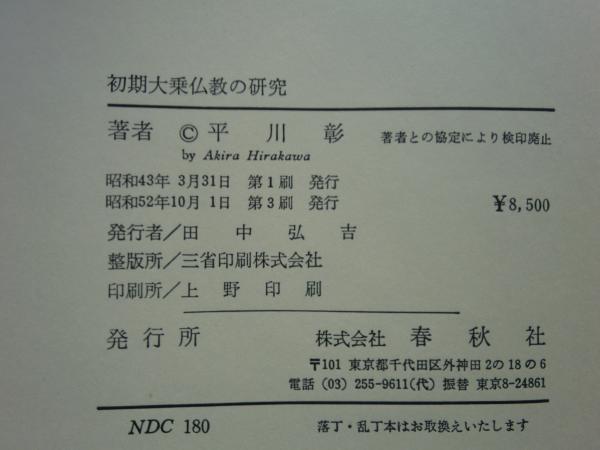 初期大乗仏教の研究
著者 ©平川彰 著者との協定により検印廃止
by Akira Hirakawa
昭和43年 3月31日 第1刷 発行
昭和52年10月 1日 第3刷 発行 ¥8,500
発行者/田中弘吉
整版所/三省印刷株式会社
印刷所/上野印刷
発行所 株式会社 春秋社
〒101 東京都千代田区外神田2の18の6
電話 (03) 255-9611(代) 振替 東京8-24861
NDC 180 落丁・乱丁本はお取換えいたします